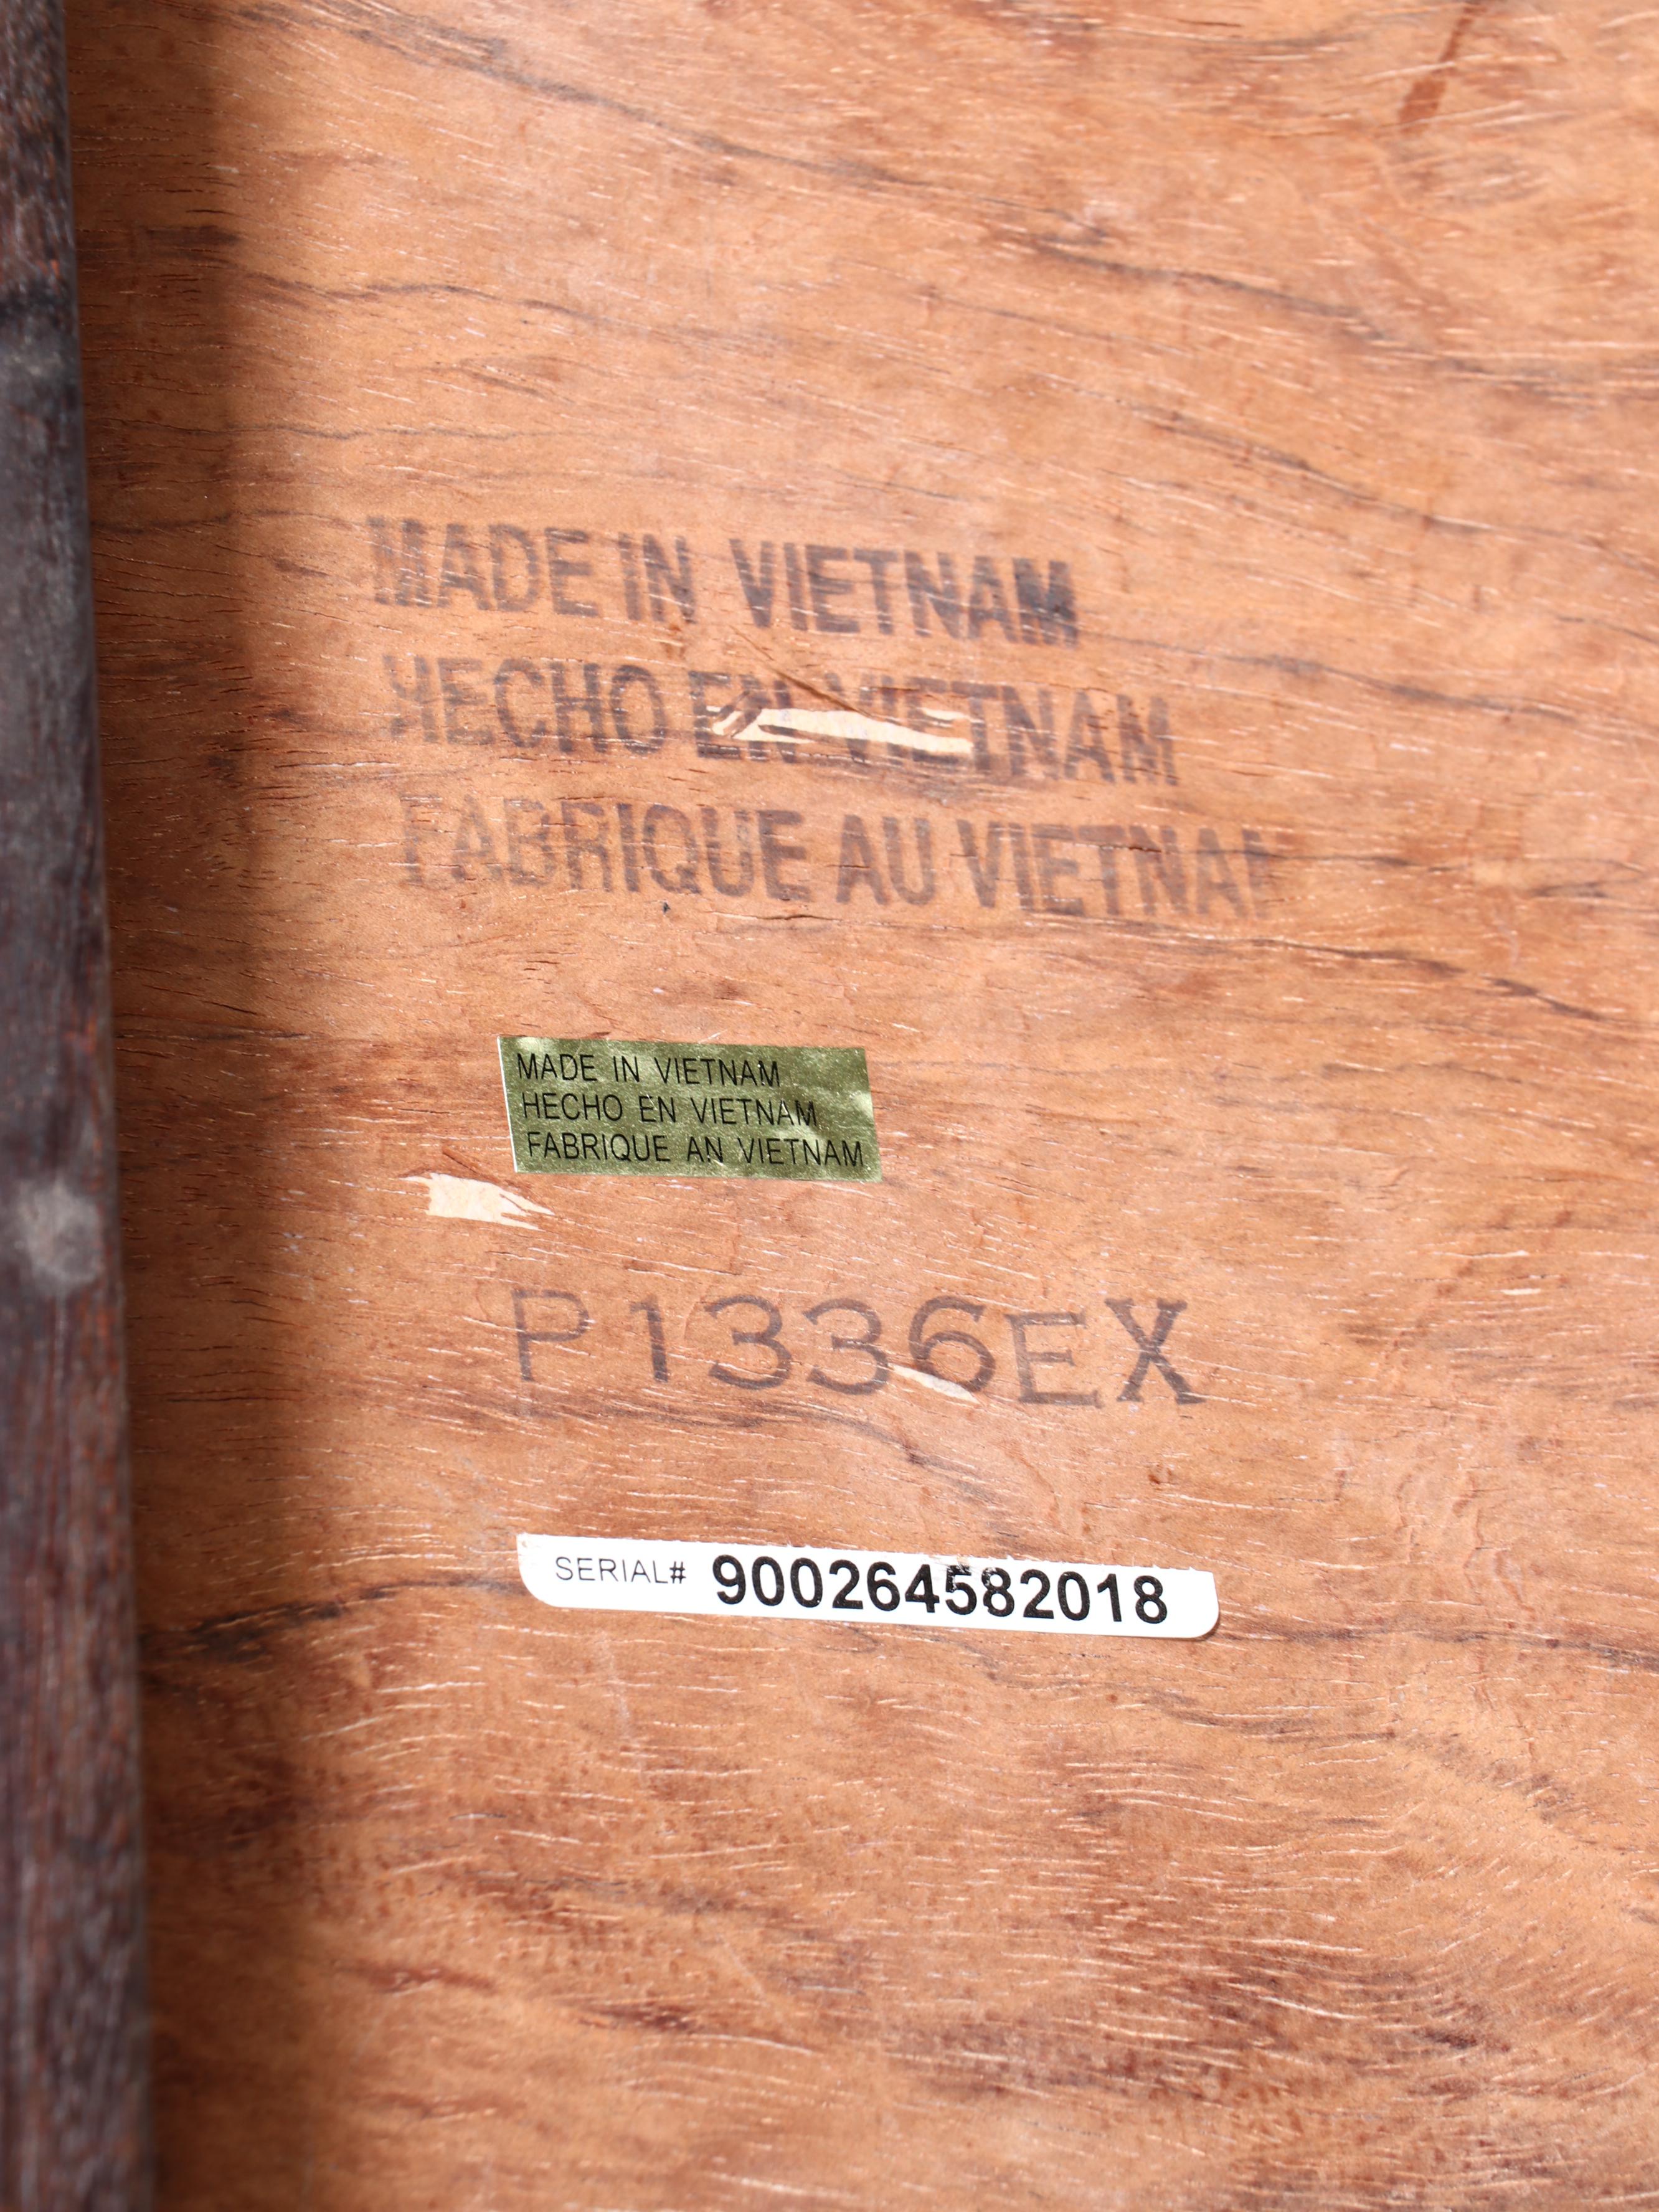 MADE IN VIETNAM
HECHO EN VIETNAM
FABRIQUE AU VIETNAM
MADE IN VIETNAM
HECHO EN VIETNAM
FABRIQUE AN VIETNAM
P1336EX
SERIAL# 900264582018